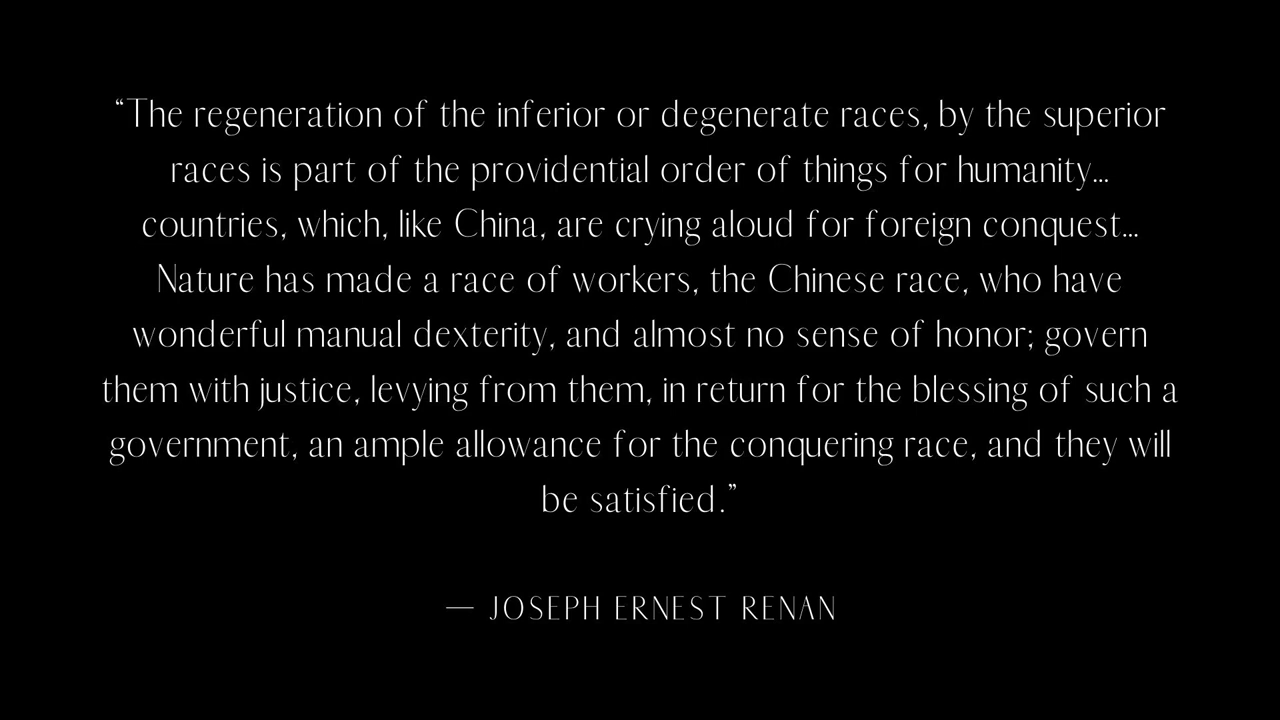 “The regeneration of the inferior or degenerate races, by the superior
races is part of the providential order of things for humanity...
countries, which, like China, are crying aloud for foreign conquest...
Nature has made a race of workers, the Chinese race, who have
wonderful manual dexterity, and almost no sense of honor; govern
them with justice, levying from them, in return for the blessing of such a
government, an ample allowance for the conquering race, and they will
be satisfied.”
— JOSEPH ERNEST RENAN